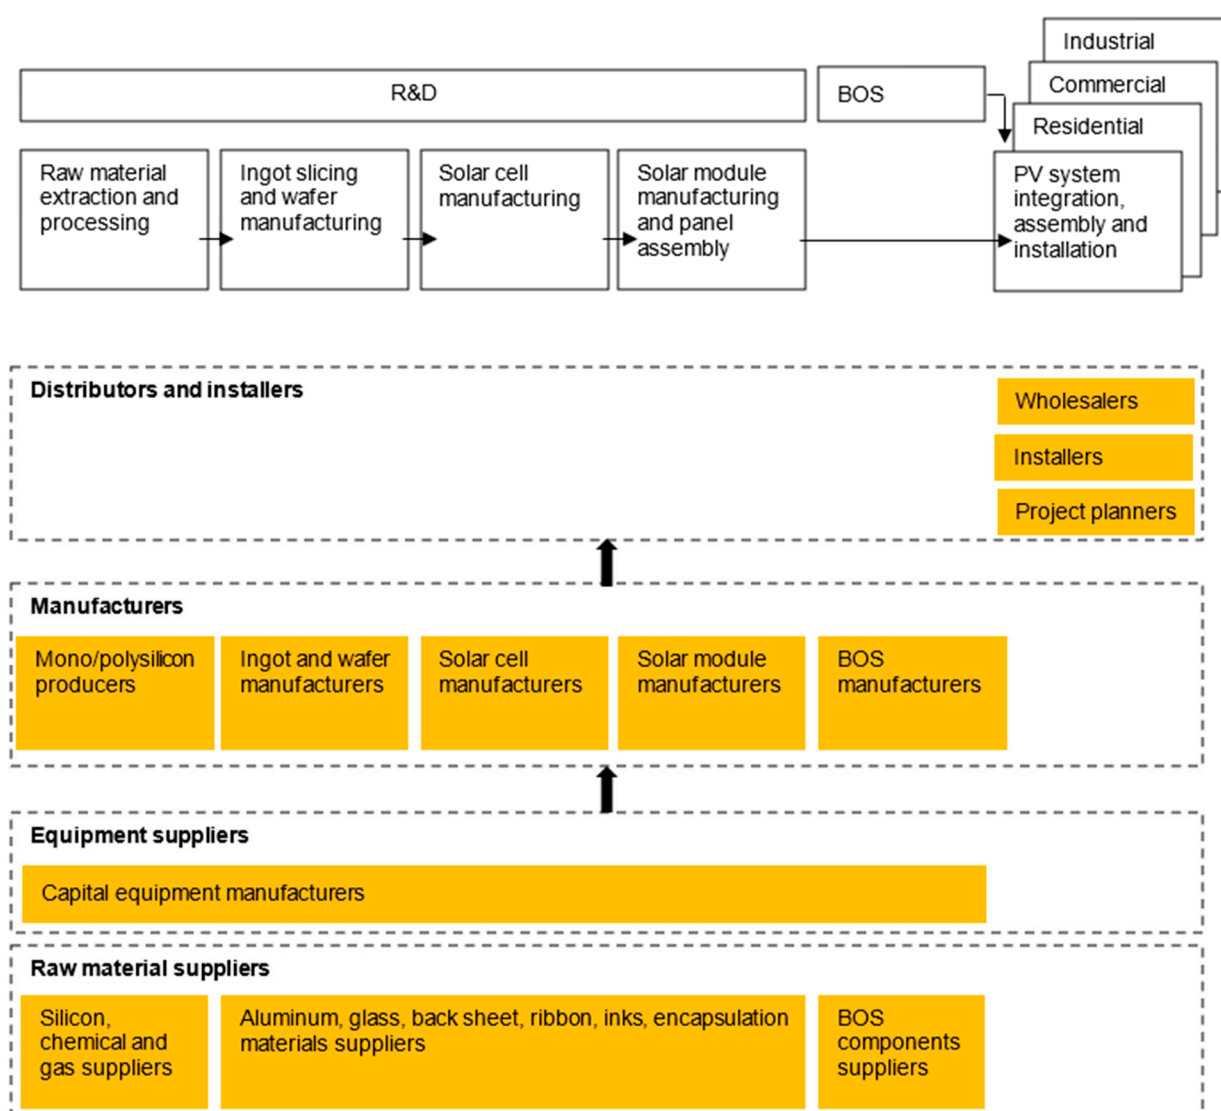 Industrial
Commercial
Residential
R&D
BOS
Raw material
extraction and
processing
Ingot slicing
and wafer
manufacturing
Solar cell
manufacturing
Solar module
manufacturing
and panel
assembly
PV system
integration,
assembly and
installation
Distributors and installers
Wholesalers
Installers
Project planners
Manufacturers
Mono/polysilicon
producers
Ingot and wafer
manufacturers
Solar cell
manufacturers
Solar module
manufacturers
BOS
manufacturers
Equipment suppliers
Capital equipment manufacturers
Raw material suppliers
Silicon,
chemical and
gas suppliers
Aluminum, glass, back sheet, ribbon, inks, encapsulation
materials suppliers
BOS
components
suppliers